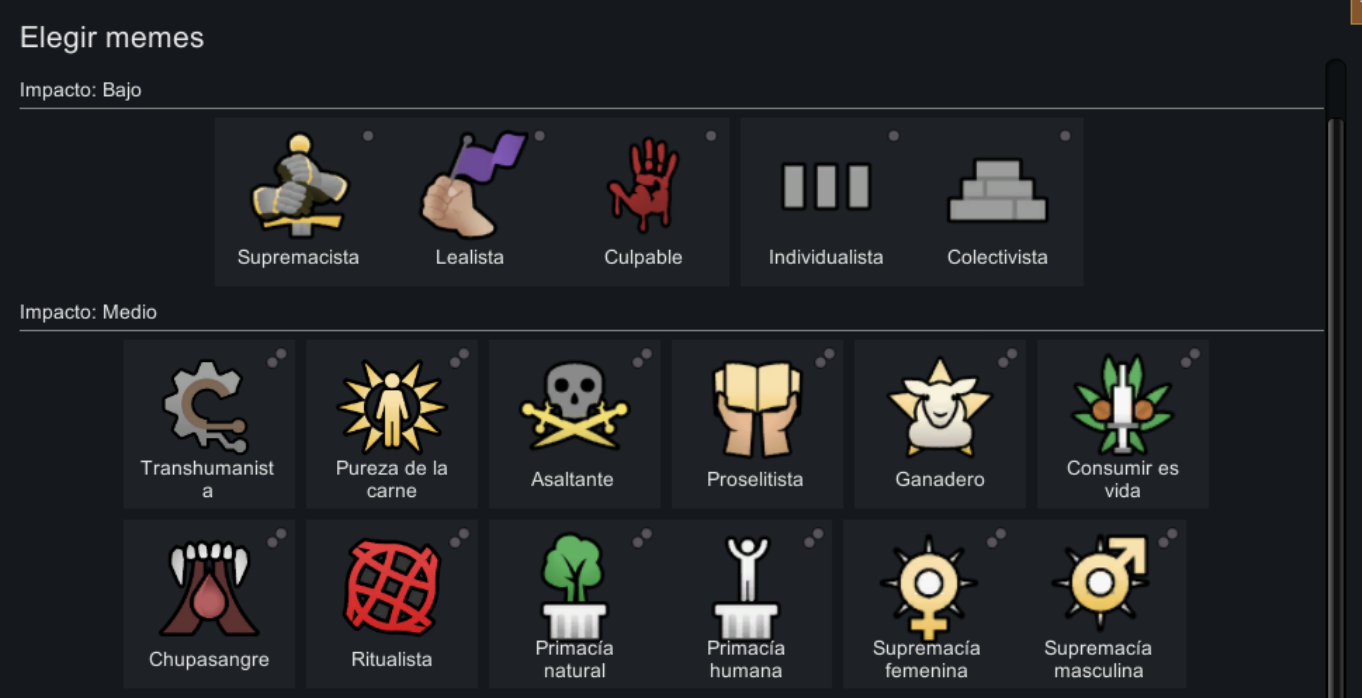 Elegir memes
Impacto: Bajo
Supremacista
Lealista
Culpable
Individualista
Colectivista
Impacto: Medio
Transhumanist
a
Pureza de la
carne
Asaltante
Proselitista
Ganadero
Consumir es
vida
Chupasangre
Ritualista
Primacía
natural
Primacía
humana
Supremacía
femenina
Supremacía
masculina